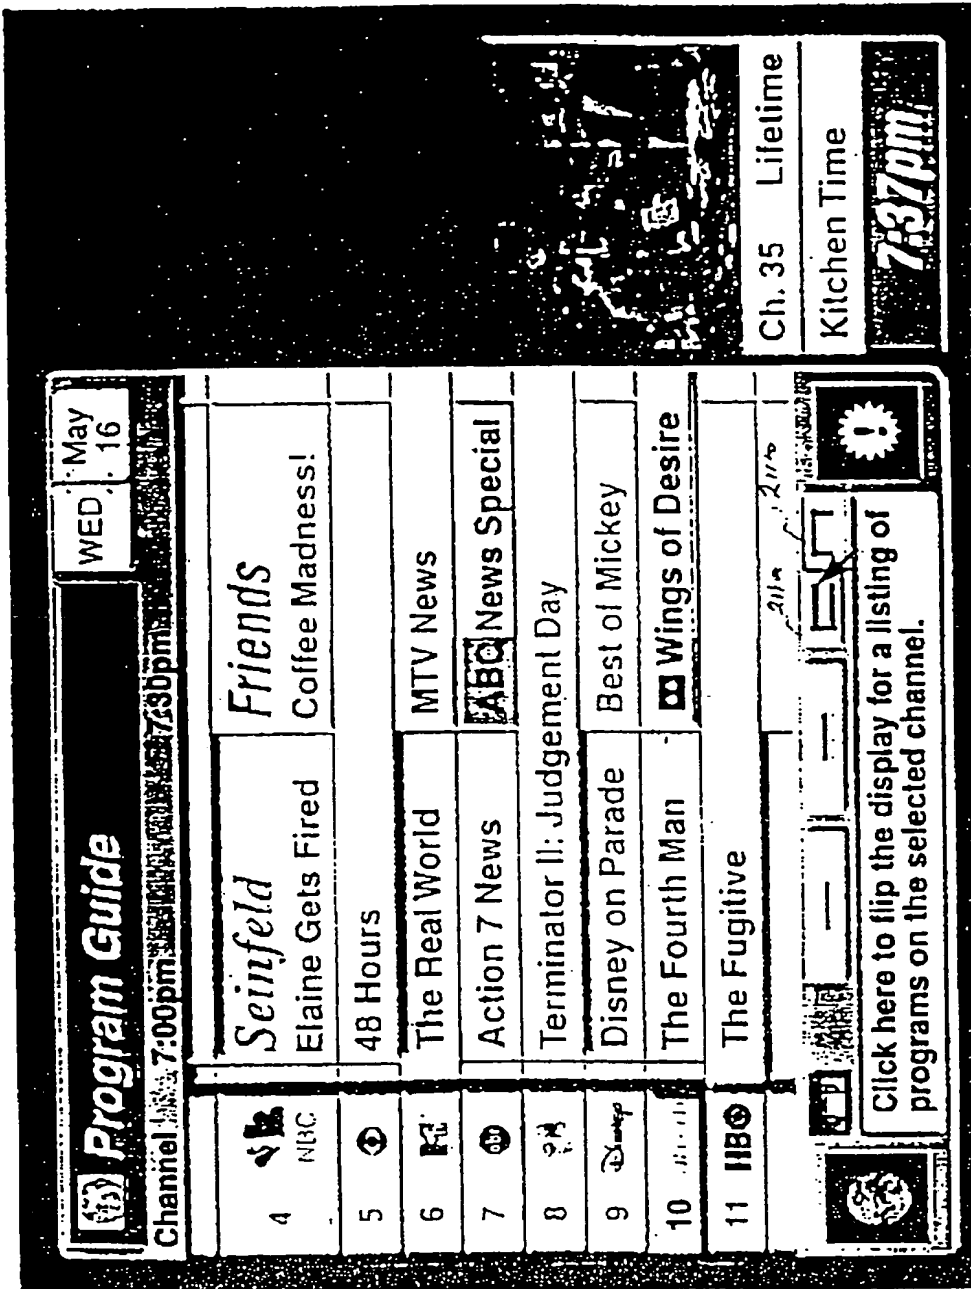 Program Guide
WED
May
16
Channel 7:00pm 7:30pm
4 NBC
Seinfeld
Elaine Gets Fired
Friends
Coffee Madness!
5
48 Hours
6
The Real World
MTV News
7 abc
Action 7 News
ABC News Special
8
Terminator II: Judgement Day
9 Disney
Disney on Parade
Best of Mickey
10
The Fourth Man
Wings of Desire
11 HBO
The Fugitive
211a
Click here to flip the display for a listing of
programs on the selected channel.
!
Ch. 35 Lifetime
Kitchen Time
7:37pm